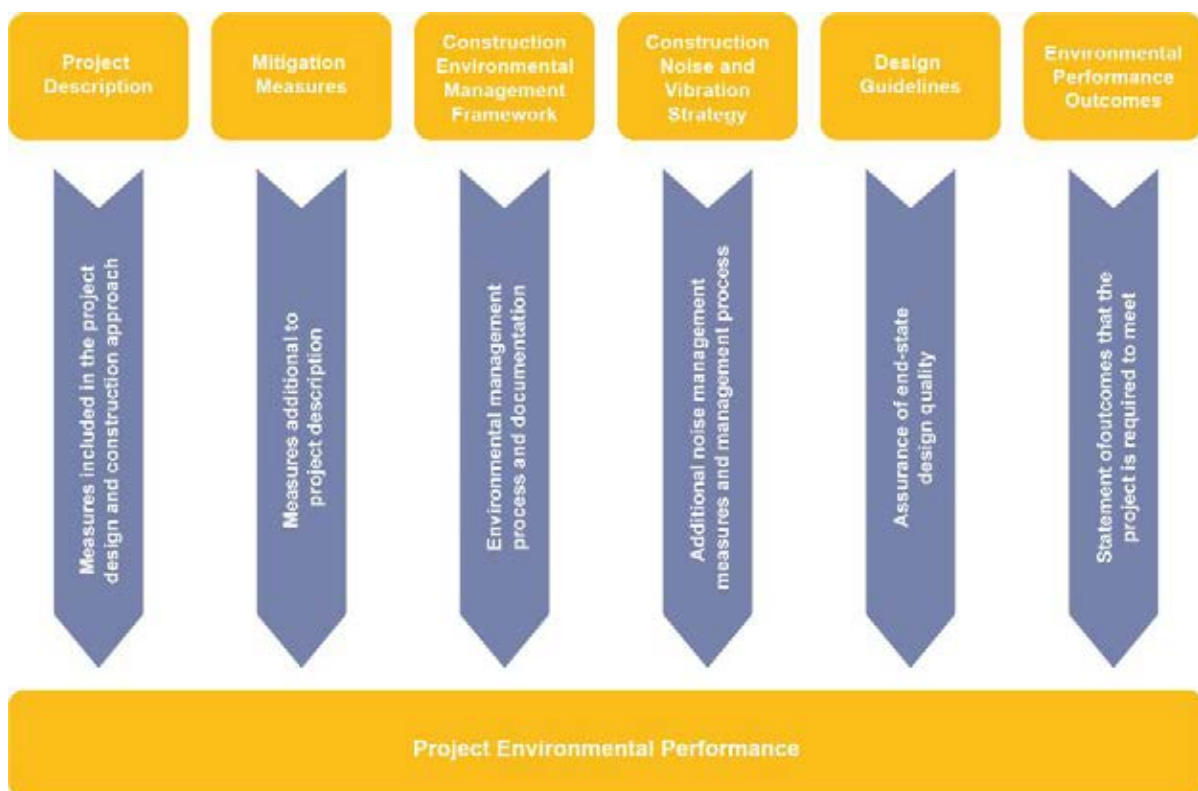 Project
Description
Mitigation
Measures
Construction
Environmental
Management
Framework
Construction
Noise and
Vibration
Strategy
Design
Guidelines
Environmental
Performance
Outcomes
Measures included in the project
design and construction approach
Measures additional to
project description
Environmental management
process and documentation
Additional noise management
measures and management process
Assurance of end-state
design quality
Statement ofoutcomes that the
project is required to meet
Project Environmental Performance